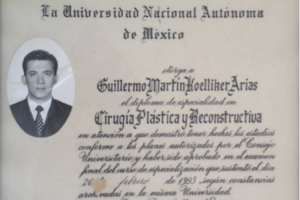 La Universidad Nacional Autónoma
de México
otorga a
Guillermo Martín Koelliker Arias
el diploma de especialidad en
Cirugía Plástica y Reconstructiva
en atención a que demostró tener hechos los estudios
conforme a los planes autorizados por el Consejo
Universitario y haber sido aprobado en el examen
final del curso de especialización que sustentó el día
de febrero de 1983 según constancias
archivadas en la misma Universidad